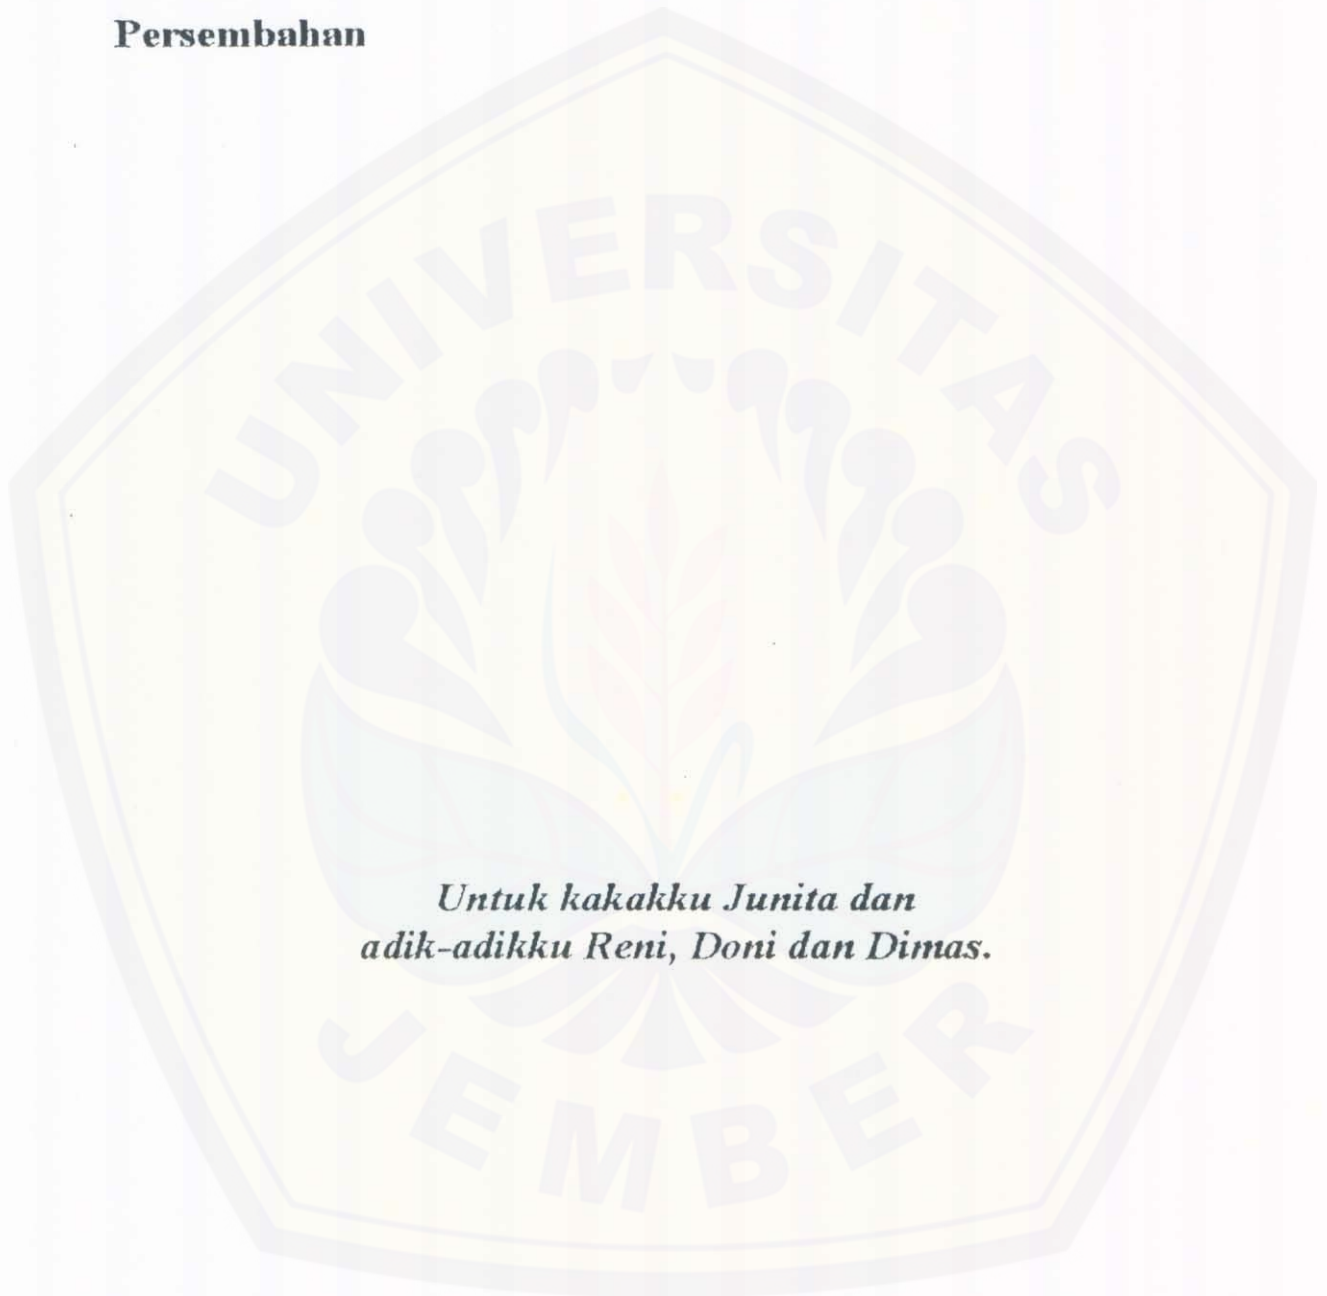 Persembahan
UNIVERSITAS
Untuk kakakku Junita dan
adik-adikku Reni, Doni dan Dimas.
JEMBER